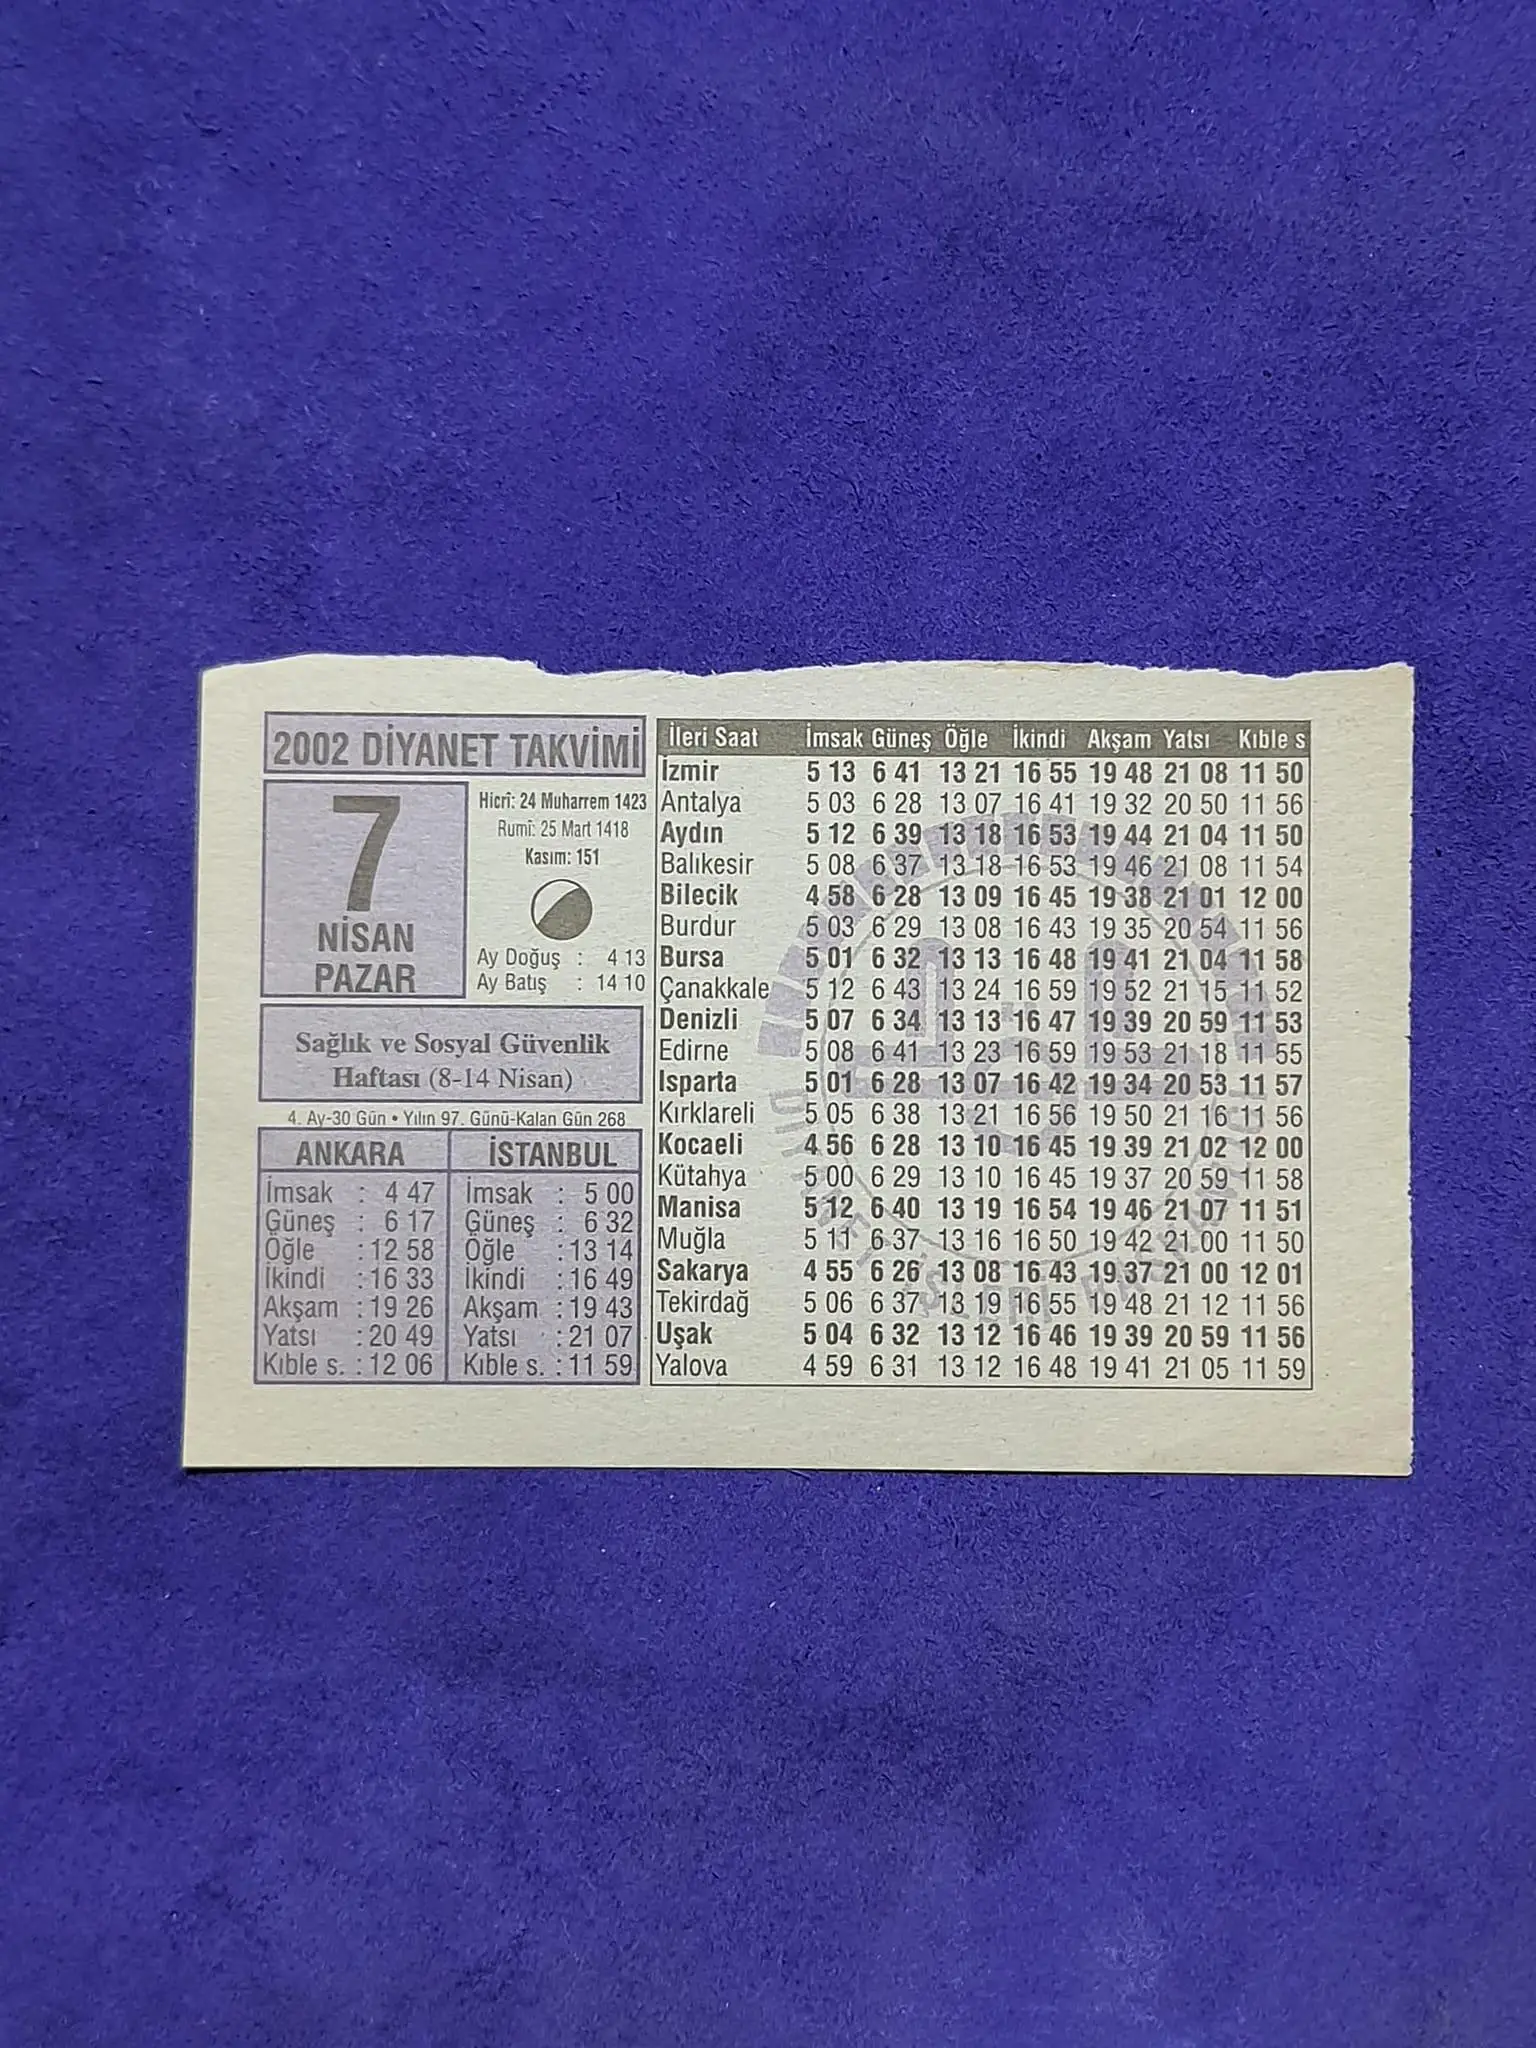 2002 DİYANET TAKVİMİ
7
NİSAN
PAZAR
Hicrî: 24 Muharrem 1423
Rumî: 25 Mart 1418
Kasım: 151
Ay Doğuş : 4 13
Ay Batış : 14 10
Sağlık ve Sosyal Güvenlik
Haftası (8-14 Nisan)
4. Ay-30 Gün • Yılın 97. Günü-Kalan Gün 268
ANKARA
İmsak : 4 47
Güneş : 6 17
Öğle : 12 58
İkindi : 16 33
Akşam : 19 26
Yatsı : 20 49
Kıble s. : 12 06
İSTANBUL
İmsak : 5 00
Güneş : 6 32
Öğle : 13 14
İkindi : 16 49
Akşam : 19 43
Yatsı : 21 07
Kıble s. : 11 59
İleri Saat İmsak Güneş Öğle İkindi Akşam Yatsı Kıble s
İzmir 5 13 6 41 13 21 16 55 19 48 21 08 11 50
Antalya 5 03 6 28 13 07 16 41 19 32 20 50 11 56
Aydın 5 12 6 39 13 18 16 53 19 44 21 04 11 50
Balıkesir 5 08 6 37 13 18 16 53 19 46 21 08 11 54
Bilecik 4 58 6 28 13 09 16 45 19 38 21 01 12 00
Burdur 5 03 6 29 13 08 16 43 19 35 20 54 11 56
Bursa 5 01 6 32 13 13 16 48 19 41 21 04 11 58
Çanakkale 5 12 6 43 13 24 16 59 19 52 21 15 11 52
Denizli 5 07 6 34 13 13 16 47 19 39 20 59 11 53
Edirne 5 08 6 41 13 23 16 59 19 53 21 18 11 55
Isparta 5 01 6 28 13 07 16 42 19 34 20 53 11 57
Kırklareli 5 05 6 38 13 21 16 56 19 50 21 16 11 56
Kocaeli 4 56 6 28 13 10 16 45 19 39 21 02 12 00
Kütahya 5 00 6 29 13 10 16 45 19 37 20 59 11 58
Manisa 5 12 6 40 13 19 16 54 19 46 21 07 11 51
Muğla 5 11 6 37 13 16 16 50 19 42 21 00 11 50
Sakarya 4 55 6 26 13 08 16 43 19 37 21 00 12 01
Tekirdağ 5 06 6 37 13 19 16 55 19 48 21 12 11 56
Uşak 5 04 6 32 13 12 16 46 19 39 20 59 11 56
Yalova 4 59 6 31 13 12 16 48 19 41 21 05 11 59